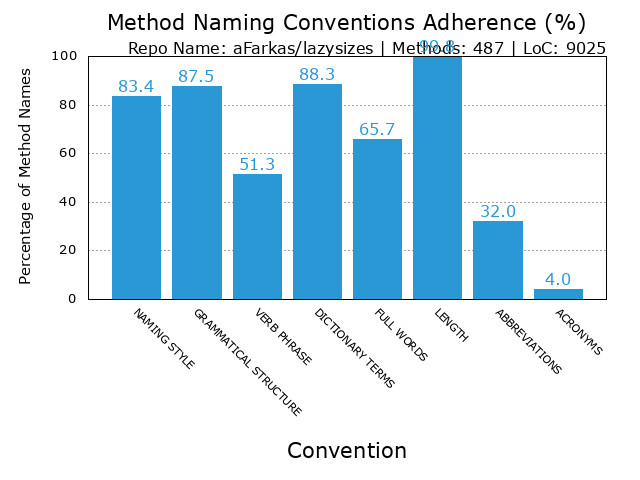 Method Naming Conventions Adherence (%)
Repo Name: aFarkas/lazysizes | Methods: 487 | LoC: 9025
Percentage of Method Names
100
80
60
40
20
0
83.4
87.5
51.3
88.3
65.7
99.8
32.0
4.0
NAMING STYLE
GRAMMATICAL STRUCTURE
VERB PHRASE
DICTIONARY TERMS
FULL WORDS
LENGTH
ABBREVIATIONS
ACRONYMS
Convention